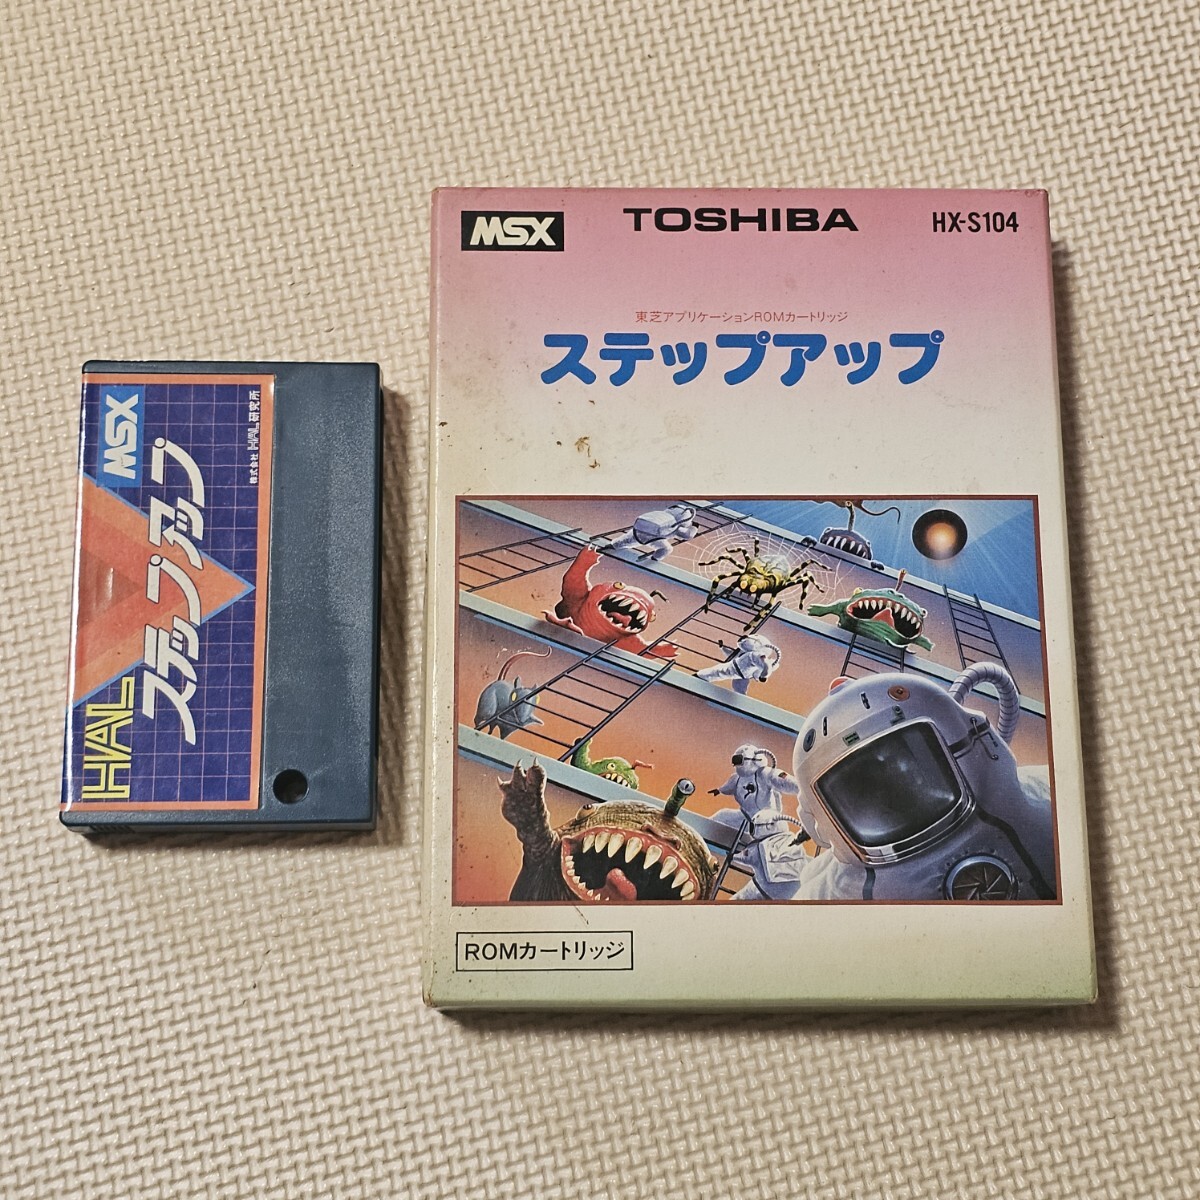 MSX
TOSHIBA
HX-S104
東芝アプリケーションROMカートリッジ
ステップアップ
ROMカートリッジ
MSX
ステップアップ
HAL
株式会社 HAL研究所